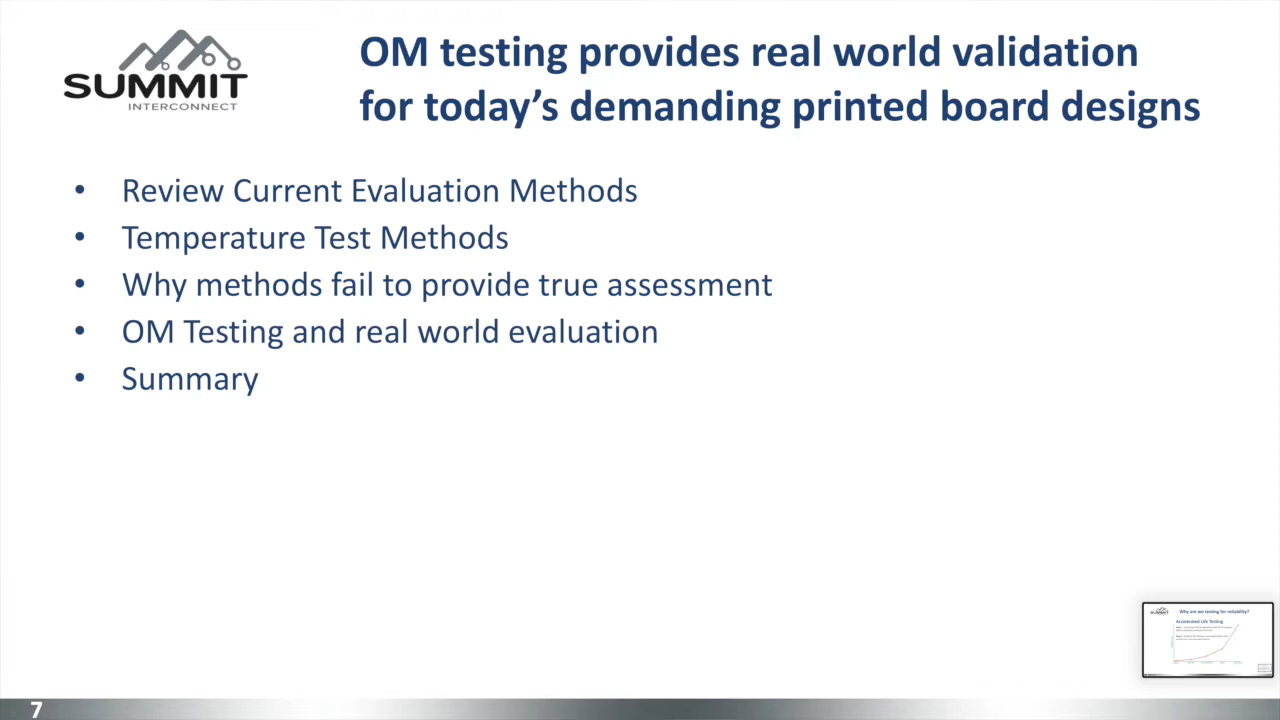 SUMMIT
INTERCONNECT
OM testing provides real world validation
for today's demanding printed board designs
• Review Current Evaluation Methods
• Temperature Test Methods
• Why methods fail to provide true assessment
• OM Testing and real world evaluation
• Summary
SUMMIT
Why are we testing for reliability?
Accelerated Life Testing
7